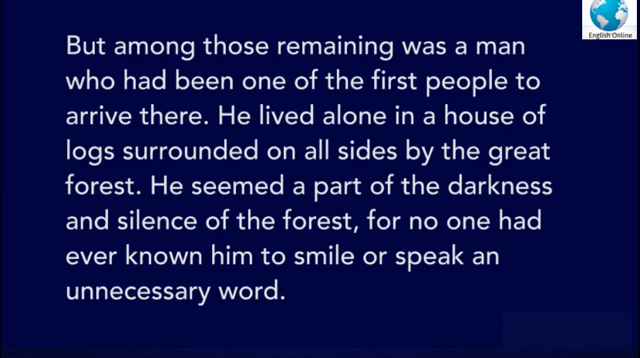 English Online
But among those remaining was a man
who had been one of the first people to
arrive there. He lived alone in a house of
logs surrounded on all sides by the great
forest. He seemed a part of the darkness
and silence of the forest, for no one had
ever known him to smile or speak an
unnecessary word.